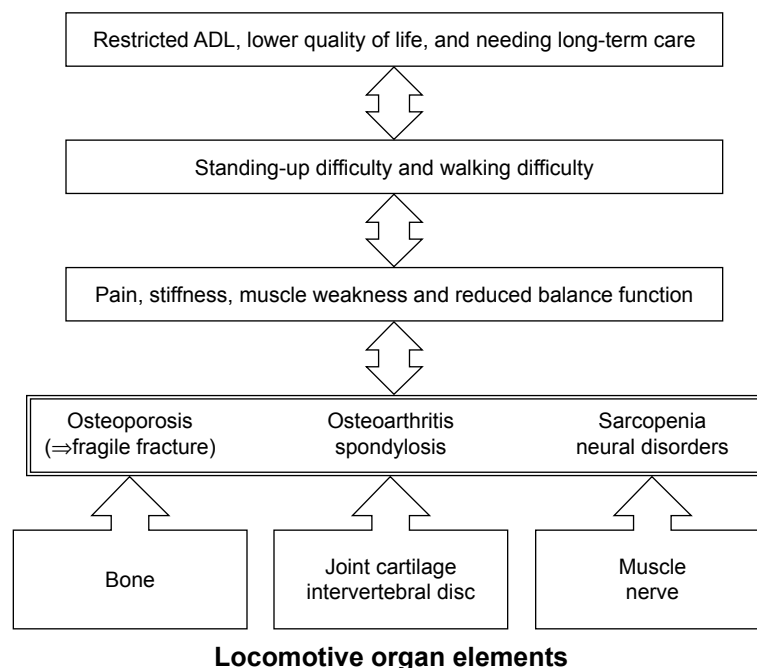 Restricted ADL, lower quality of life, and needing long-term care
Standing-up difficulty and walking difficulty
Pain, stiffness, muscle weakness and reduced balance function
Osteoporosis
(⇒fragile fracture)
Osteoarthritis
spondylosis
Sarcopenia
neural disorders
Bone
Joint cartilage
intervertebral disc
Muscle
nerve
Locomotive organ elements